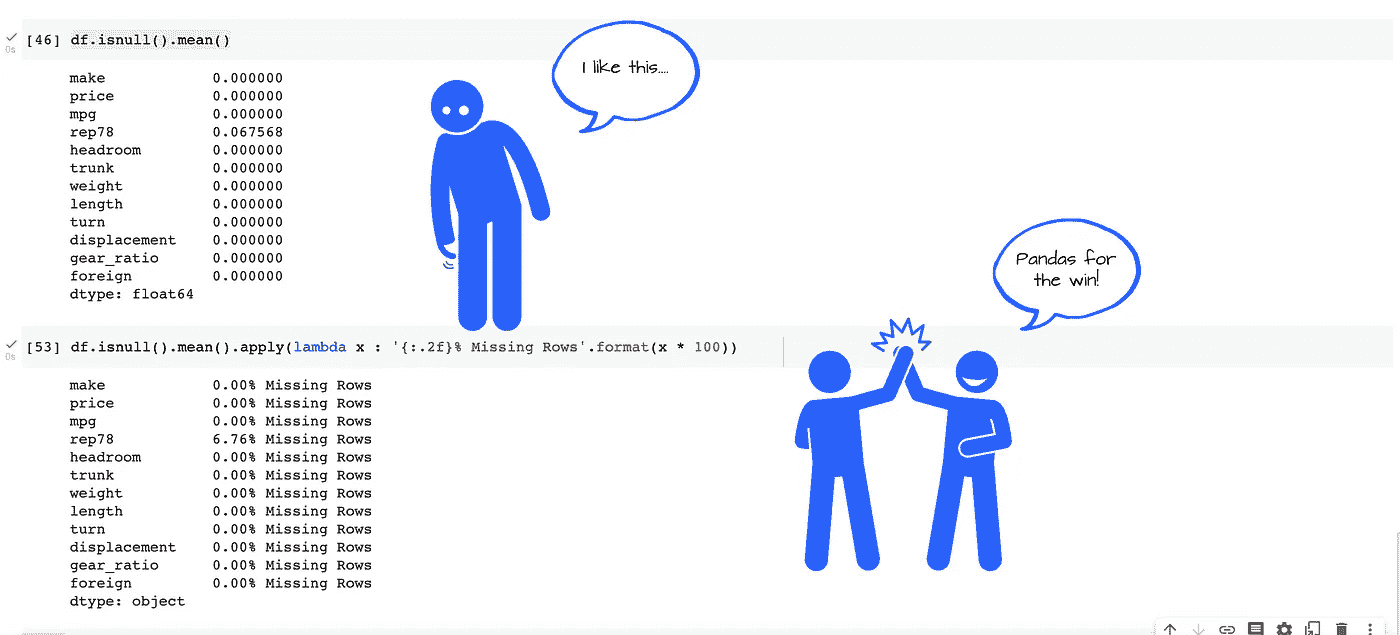 [46] df.isnull().mean()
0s
make 0.000000
price 0.000000
mpg 0.000000
rep78 0.067568
headroom 0.000000
trunk 0.000000
weight 0.000000
length 0.000000
turn 0.000000
displacement 0.000000
gear_ratio 0.000000
foreign 0.000000
dtype: float64
I like this....
Pandas for
the win!
[53] df.isnull().mean().apply(lambda x : '{:.2f}% Missing Rows'.format(x * 100))
0s
make 0.00% Missing Rows
price 0.00% Missing Rows
mpg 0.00% Missing Rows
rep78 6.76% Missing Rows
headroom 0.00% Missing Rows
trunk 0.00% Missing Rows
weight 0.00% Missing Rows
length 0.00% Missing Rows
turn 0.00% Missing Rows
displacement 0.00% Missing Rows
gear_ratio 0.00% Missing Rows
foreign 0.00% Missing Rows
dtype: object